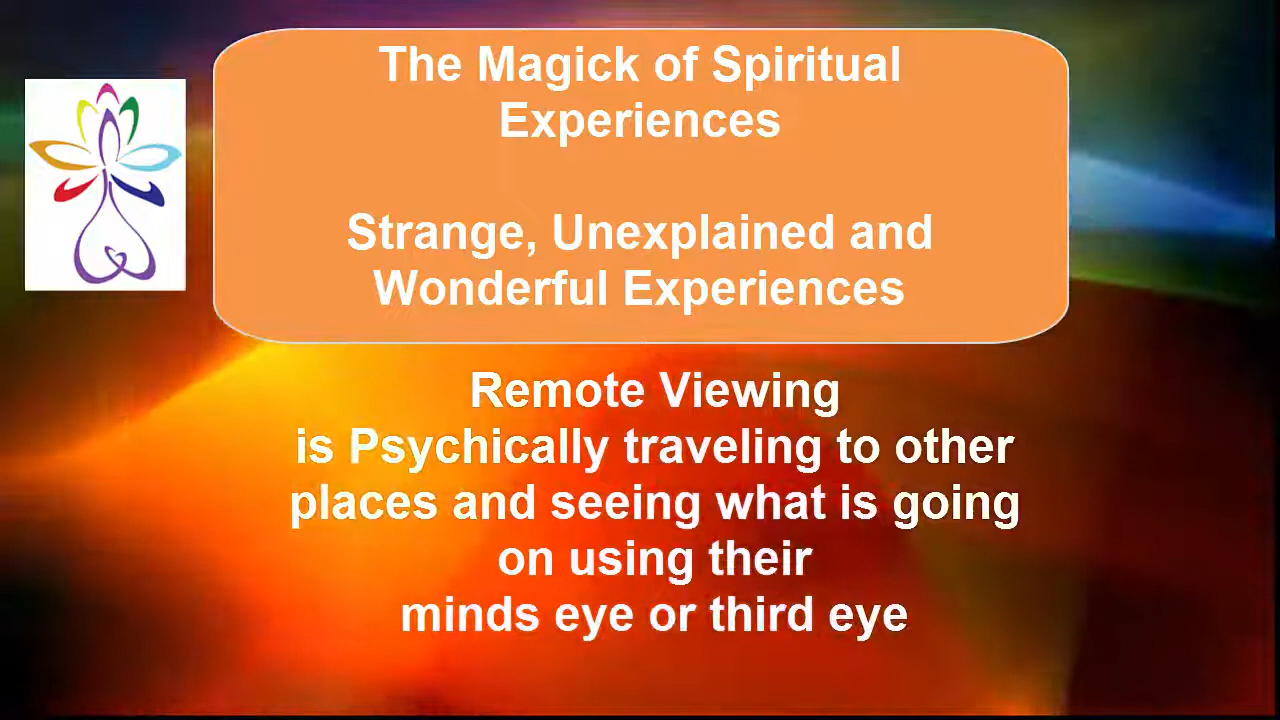 The Magick of Spiritual
Experiences
Strange, Unexplained and
Wonderful Experiences
Remote Viewing
is Psychically traveling to other
places and seeing what is going
on using their
minds eye or third eye